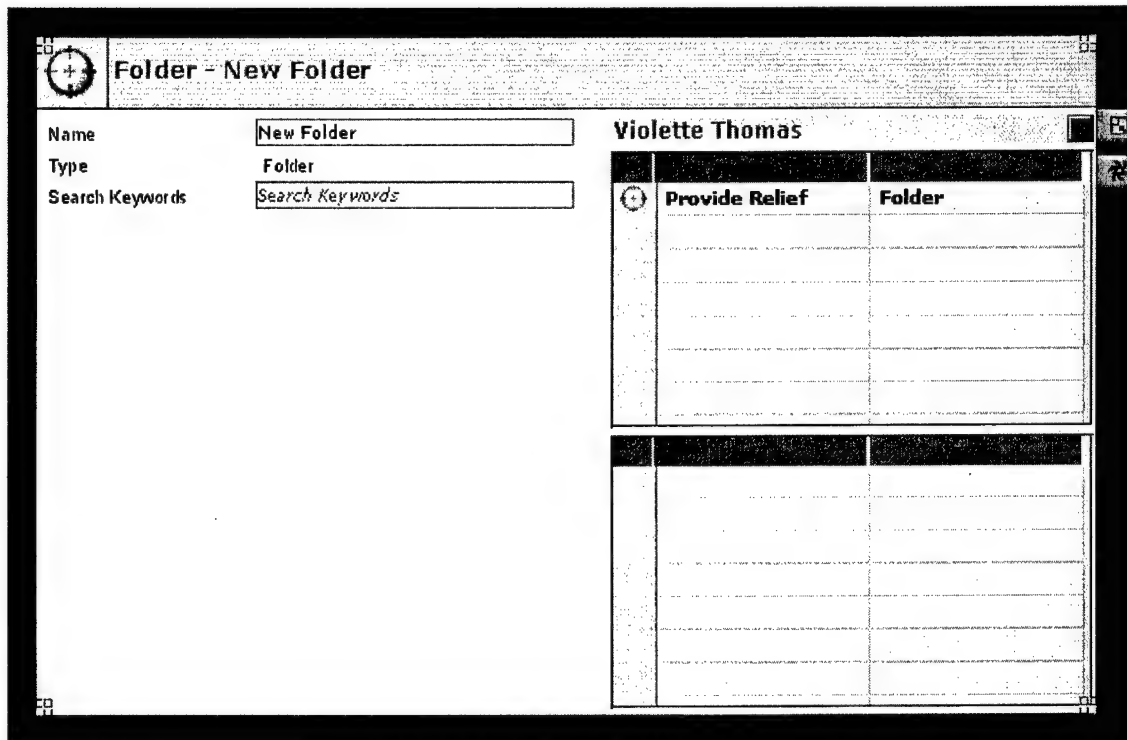 Folder - New Folder
Name
New Folder
Type
Folder
Search Keywords
Search Keywords
Violette Thomas
Provide Relief
Folder